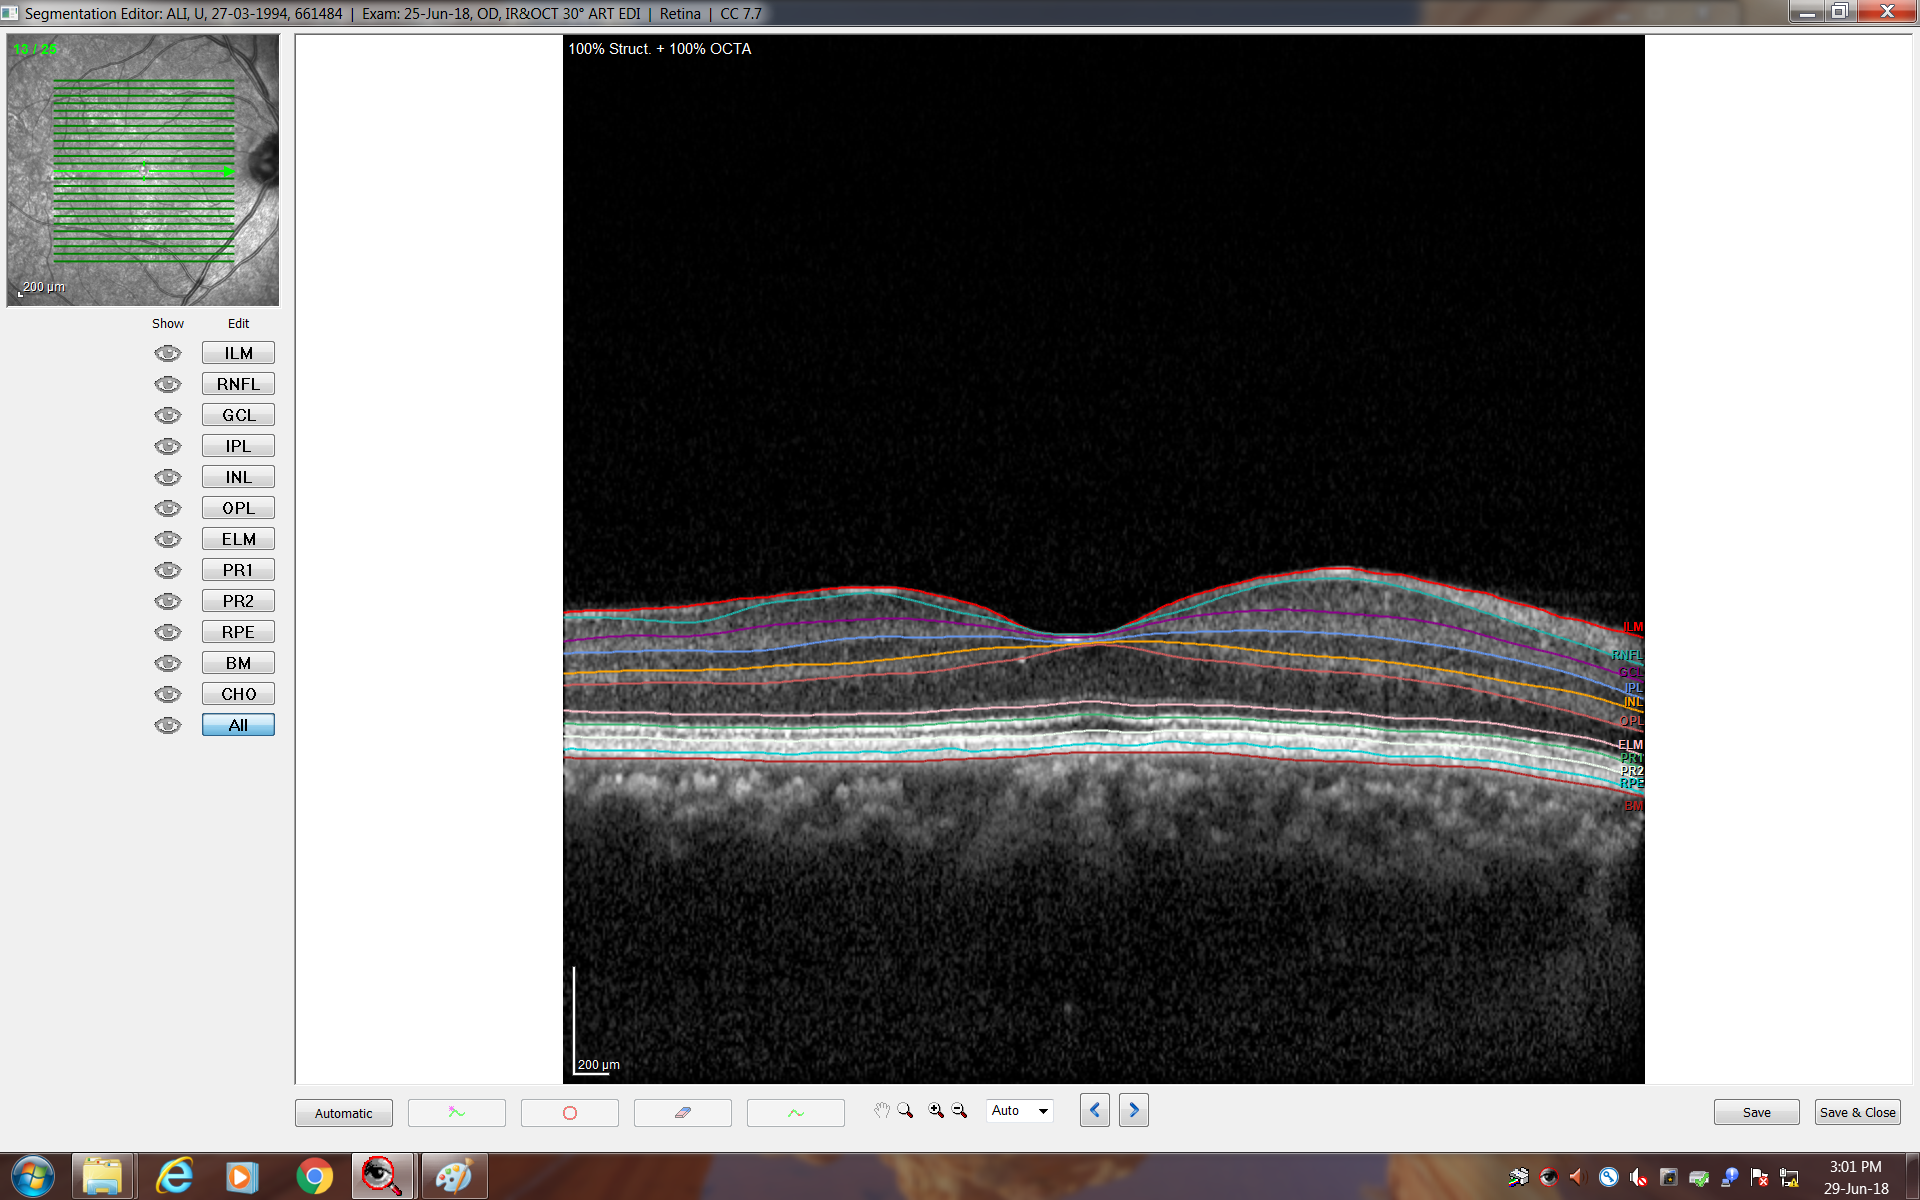 Segmentation Editor: ALI, U, 27-03-1994, 661484 | Exam: 25-Jun-18, OD, IR&OCT 30° ART EDI | Retina | CC 7.7
13 / 25
200 µm
Show Edit
ILM
RNFL
GCL
IPL
INL
OPL
ELM
PR1
PR2
RPE
BM
CHO
All
100% Struct. + 100% OCTA
ILM
RNFL
GCL
IPL
INL
OPL
ELM
PR1
PR2
RPE
BM
200 µm
Automatic
Auto
Save
Save & Close
3:01 PM
29-Jun-18